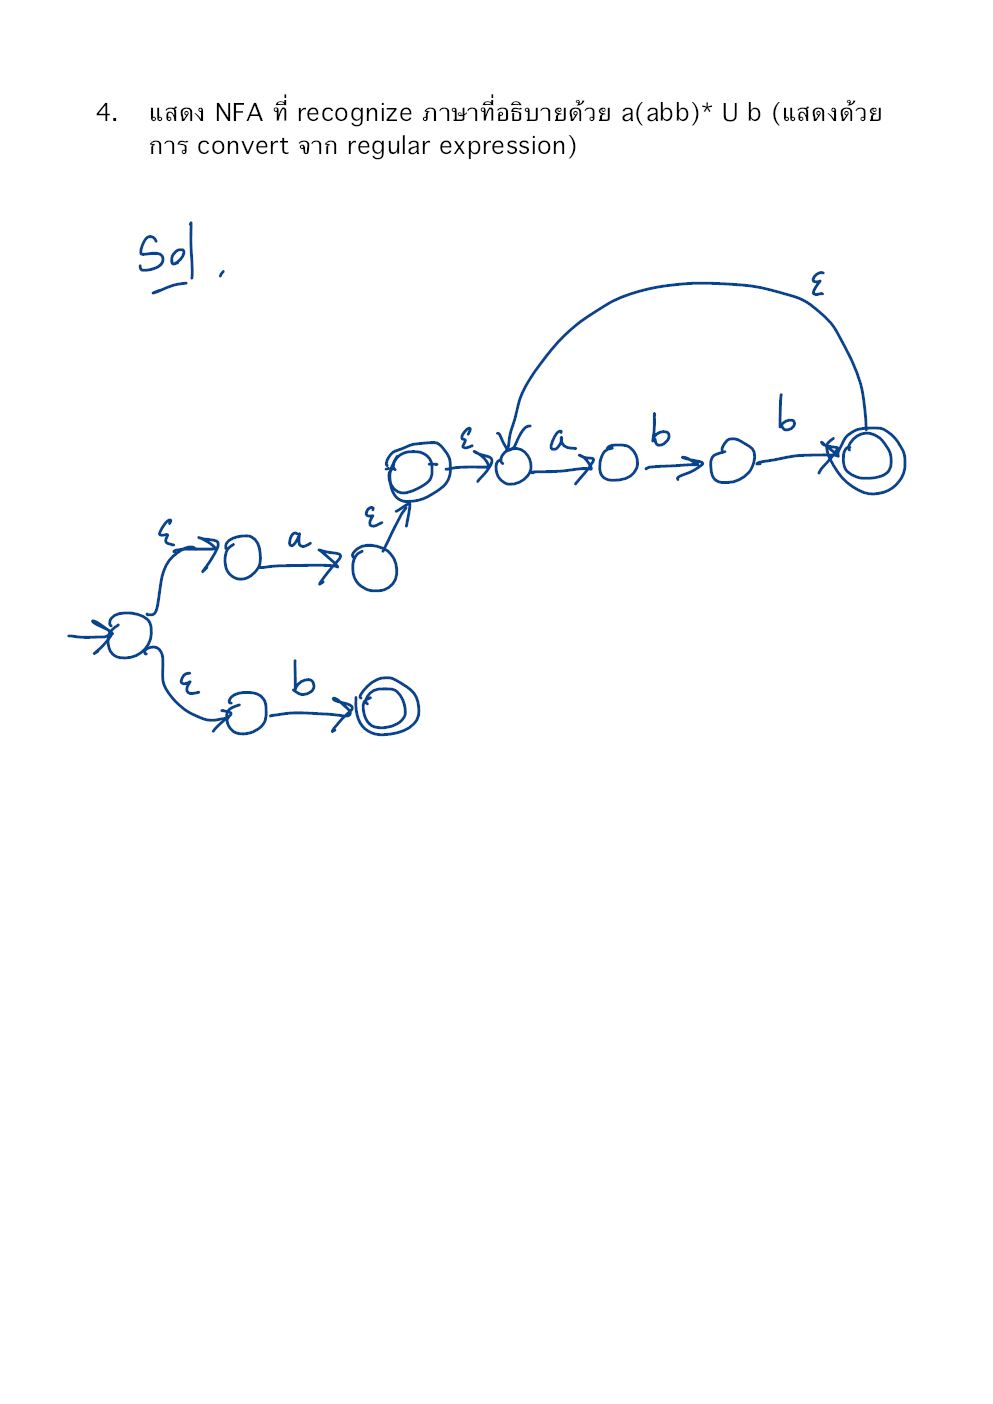 4. แสดง NFA ที่ recognize ภาษาที่อธิบายด้วย a(abb)* U b (แสดงด้วย
การ convert จาก regular expression)
Sol.
ε
ε a b b
ε a ε
ε b